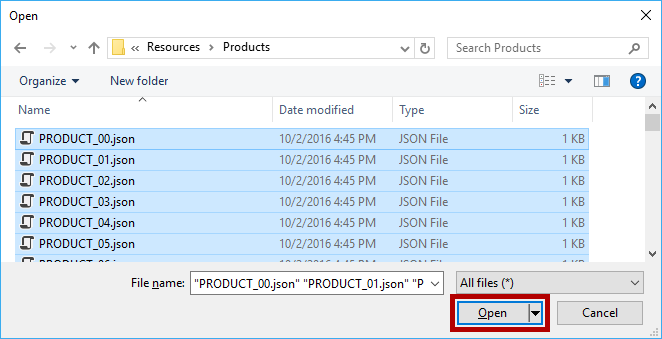 Open
« Resources > Products
Search Products
Organize New folder
Name Date modified Type Size
PRODUCT_00.json 10/2/2016 4:45 PM JSON File 1 KB
PRODUCT_01.json 10/2/2016 4:45 PM JSON File 1 KB
PRODUCT_02.json 10/2/2016 4:45 PM JSON File 1 KB
PRODUCT_03.json 10/2/2016 4:45 PM JSON File 1 KB
PRODUCT_04.json 10/2/2016 4:45 PM JSON File 1 KB
PRODUCT_05.json 10/2/2016 4:45 PM JSON File 1 KB
File name: "PRODUCT_00.json" "PRODUCT_01.json" "P
All files (*)
Open Cancel